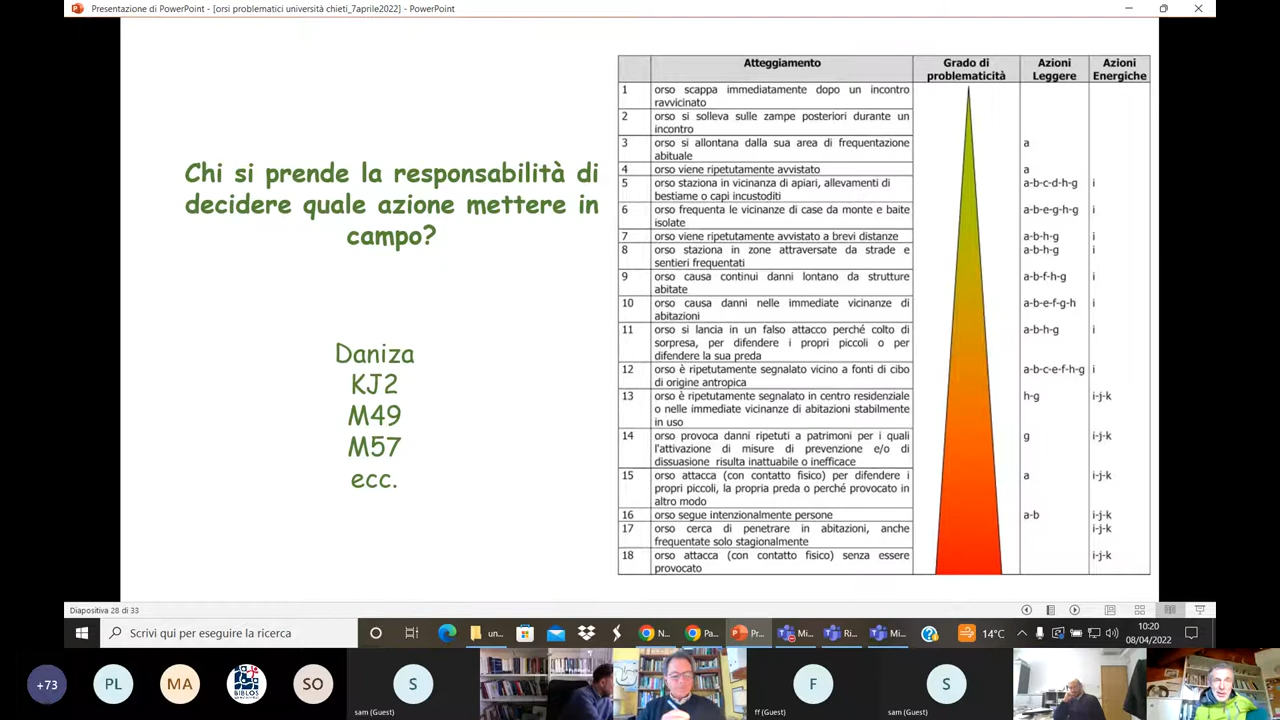 Presentazione di PowerPoint - [orsi problematici università chieti_7aprile2022] - PowerPoint
Chi si prende la responsabilità di
decidere quale azione mettere in
campo?
Daniza
KJ2
M49
M57
ecc.
Atteggiamento
Grado di
problematicità
Azioni
Leggere
Azioni
Energiche
1 orso scappa immediatamente dopo un incontro
ravvicinato
2 orso si solleva sulle zampe posteriori durante un
incontro
3 orso si allontana dalla sua area di frequentazione a
abituale
4 orso viene ripetutamente avvistato a
5 orso staziona in vicinanza di apiari, allevamenti di a-b-c-d-h-g i
bestiame o capi incustoditi
6 orso frequenta le vicinanze di case da monte e baite a-b-e-g-h-g i
isolate
7 orso viene ripetutamente avvistato a brevi distanze a-b-h-g i
8 orso staziona in zone attraversate da strade e a-b-h-g i
sentieri frequentati
9 orso causa continui danni lontano da strutture a-b-f-h-g i
abitate
10 orso causa danni nelle immediate vicinanze di a-b-e-f-g-h i
abitazioni
11 orso si lancia in un falso attacco perché colto di a-b-h-g i
sorpresa, per difendere i propri piccoli o per
difendere la sua preda
12 orso è ripetutamente segnalato vicino a fonti di cibo a-b-c-e-f-h-g i
di origine antropica
13 orso è ripetutamente segnalato in centro residenziale h-g i-j-k
o nelle immediate vicinanze di abitazioni stabilmente
in uso
14 orso provoca danni ripetuti a patrimoni per i quali g i-j-k
l'attivazione di misure di prevenzione e/o di
dissuasione risulta inattuabile o inefficace
15 orso attacca (con contatto fisico) per difendere i a i-j-k
propri piccoli, la propria preda o perché provocato in
altro modo
16 orso segue intenzionalmente persone a-b i-j-k
17 orso cerca di penetrare in abitazioni, anche i-j-k
frequentate solo stagionalmente
18 orso attacca (con contatto fisico) senza essere i-j-k
provocato
Diapositiva 28 di 33
Scrivi qui per eseguire la ricerca
un...
N...
Pa...
Pr...
Mi...
Ri...
Mi...
14°C
10:20
08/04/2022
+73
PL
MA
BIBLOS
SO
S
F
S
sam (Guest)
ff (Guest)
sam (Guest)